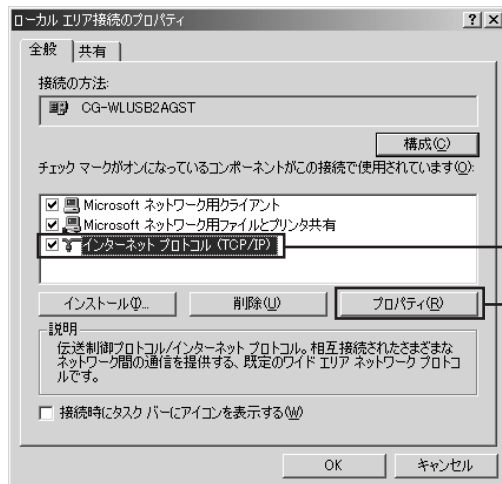 ローカル エリア接続のプロパティ
全般 共有
接続の方法:
CG-WLUSB2AGST
構成(C)
チェック マークがオンになっているコンポーネントがこの接続で使用されています(O):
Microsoft ネットワーク用クライアント
Microsoft ネットワーク用ファイルとプリンタ共有
インターネット プロトコル (TCP/IP)
インストール(I)... 削除(U) プロパティ(R)
説明
伝送制御プロトコル/インターネット プロトコル。相互接続されたさまざまな
ネットワーク間の通信を提供する、既定のワイド エリア ネットワーク プロトコ
ルです。
接続時にタスク バーにアイコンを表示する(W)
OK キャンセル